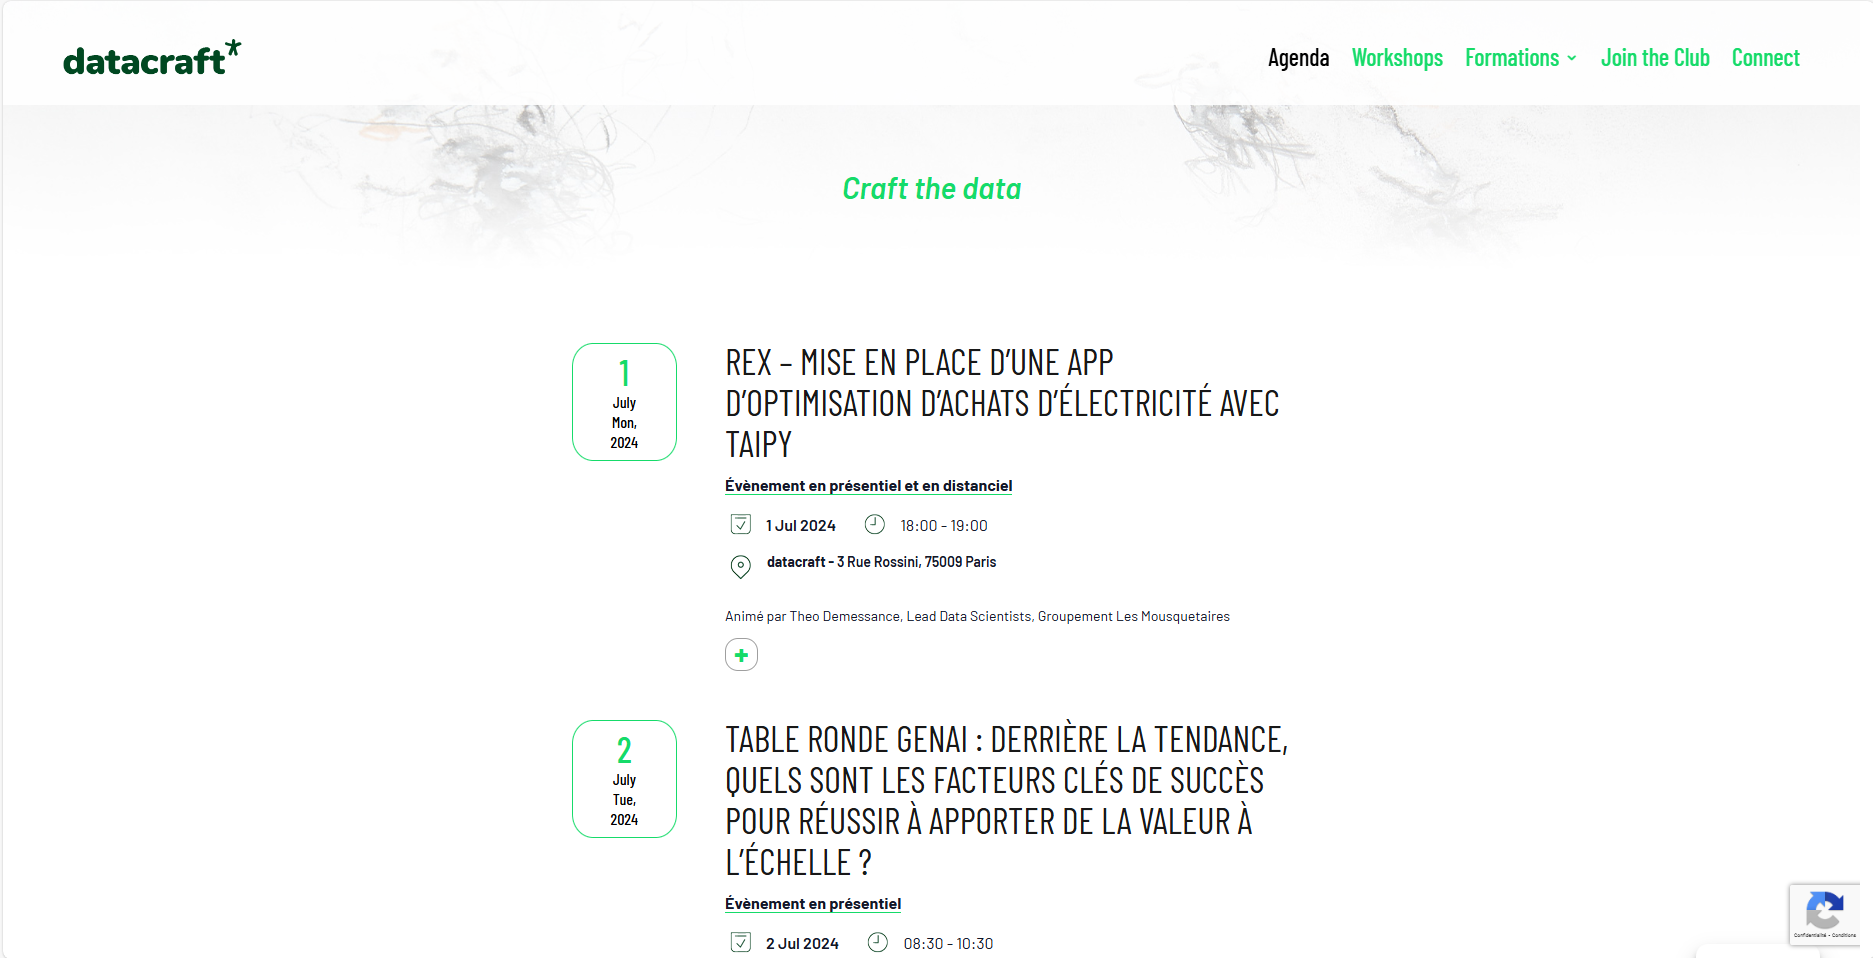 datacraft*
Agenda Workshops Formations Join the Club Connect
Craft the data
1
July
Mon,
2024
REX – MISE EN PLACE D’UNE APP
D’OPTIMISATION D’ACHATS D’ÉLECTRICITÉ AVEC
TAIPY
Évènement en présentiel et en distanciel
1 Jul 2024 18:00 - 19:00
datacraft - 3 Rue Rossini, 75009 Paris
Animé par Theo Demessance, Lead Data Scientists, Groupement Les Mousquetaires
2
July
Tue,
2024
TABLE RONDE GENAI : DERRIÈRE LA TENDANCE,
QUELS SONT LES FACTEURS CLÉS DE SUCCÈS
POUR RÉUSSIR À APPORTER DE LA VALEUR À
L’ÉCHELLE ?
Évènement en présentiel
2 Jul 2024 08:30 - 10:30
Confidentialité - Conditions